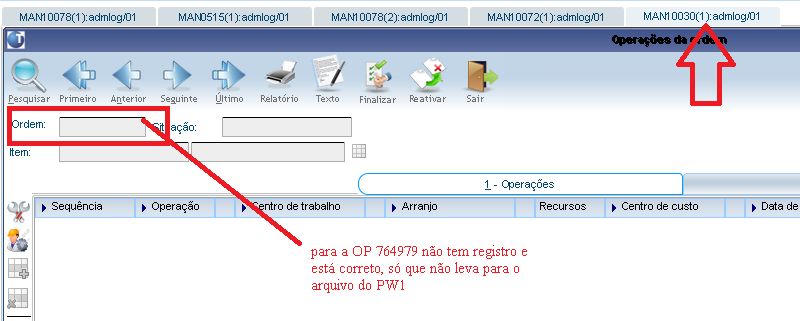 MAN10078(1):admlog/01 MAN0515(1):admlog/01 MAN10078(2):admlog/01 MAN10072(1):admlog/01 MAN10030(1):admlog/01
Operações da ordem
Pesquisar Primeiro Anterior Seguinte Último Relatório Texto Finalizar Reativar Sair
Ordem: Situação:
Item:
1 - Operações
Sequência Operação Centro de trabalho Arranjo Recursos Centro de custo Data de
para a OP 764979 não tem registro e
está correto, só que não leva para o
arquivo do PW1